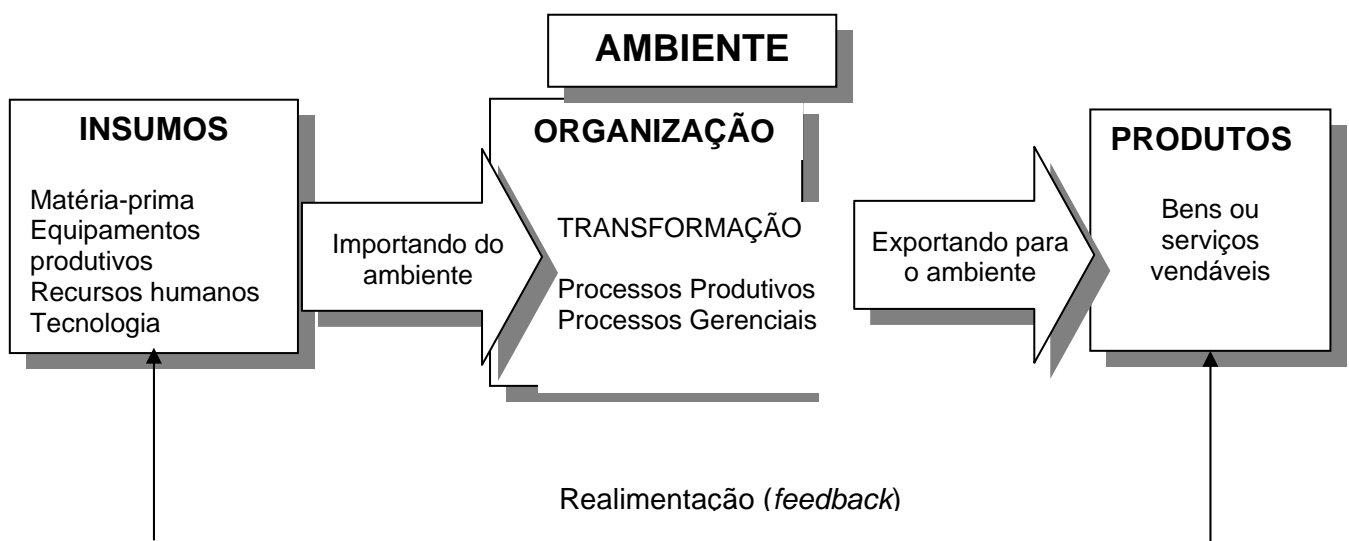 AMBIENTE
INSUMOS
Matéria-prima
Equipamentos
produtivos
Recursos humanos
Tecnologia
Importando do
ambiente
ORGANIZAÇÃO
TRANSFORMAÇÃO
Processos Produtivos
Processos Gerenciais
Exportando para
o ambiente
PRODUTOS
Bens ou
serviços
vendáveis
Realimentação (feedback)